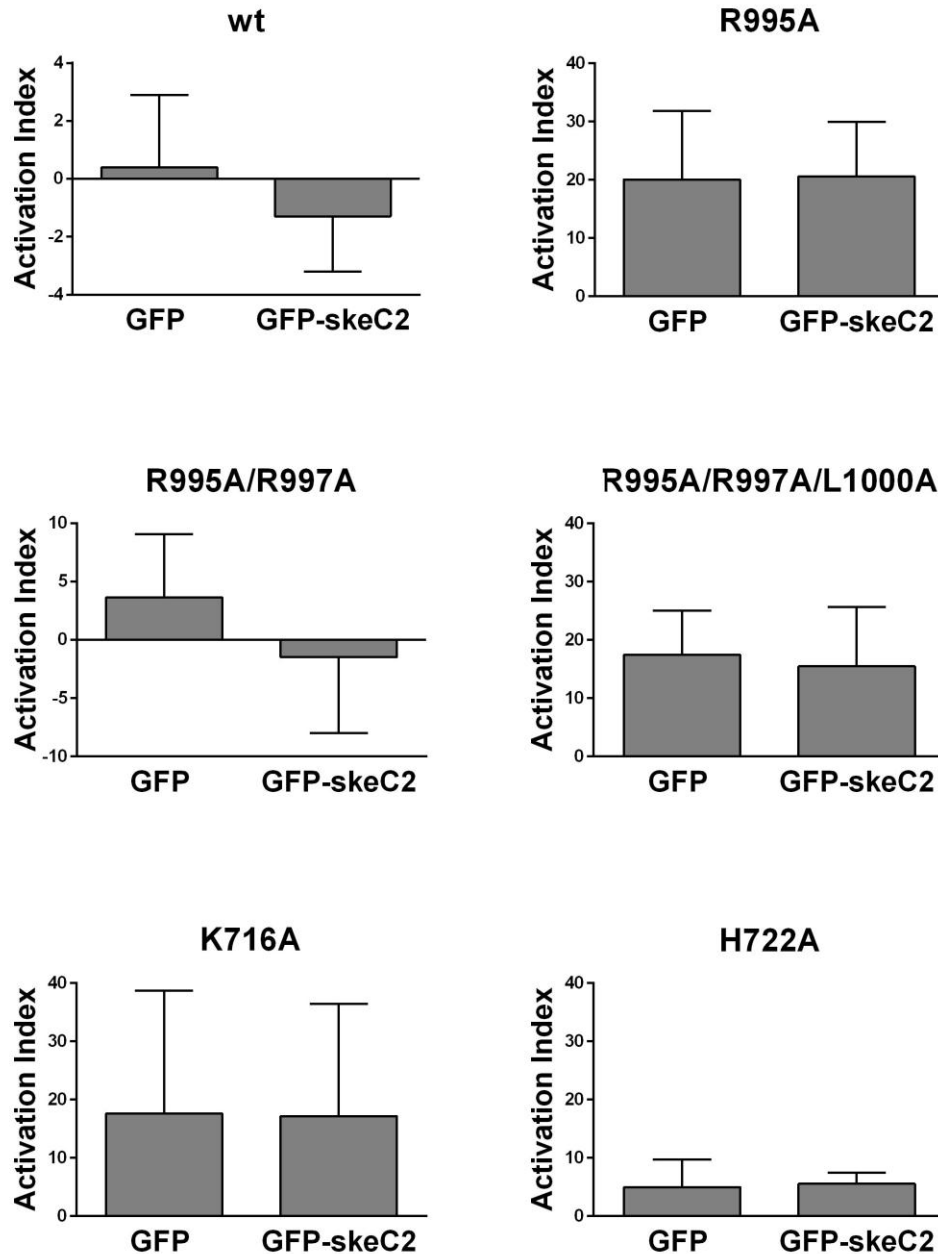 wt
Activation Index
4
2
0
-2
-4
GFP GFP-skeC2
R995A
Activation Index
40
30
20
10
0
GFP GFP-skeC2
R995A/R997A
Activation Index
10
5
0
-5
-10
GFP GFP-skeC2
R995A/R997A/L1000A
Activation Index
40
30
20
10
0
GFP GFP-skeC2
K716A
Activation Index
40
30
20
10
0
GFP GFP-skeC2
H722A
Activation Index
40
30
20
10
0
GFP GFP-skeC2